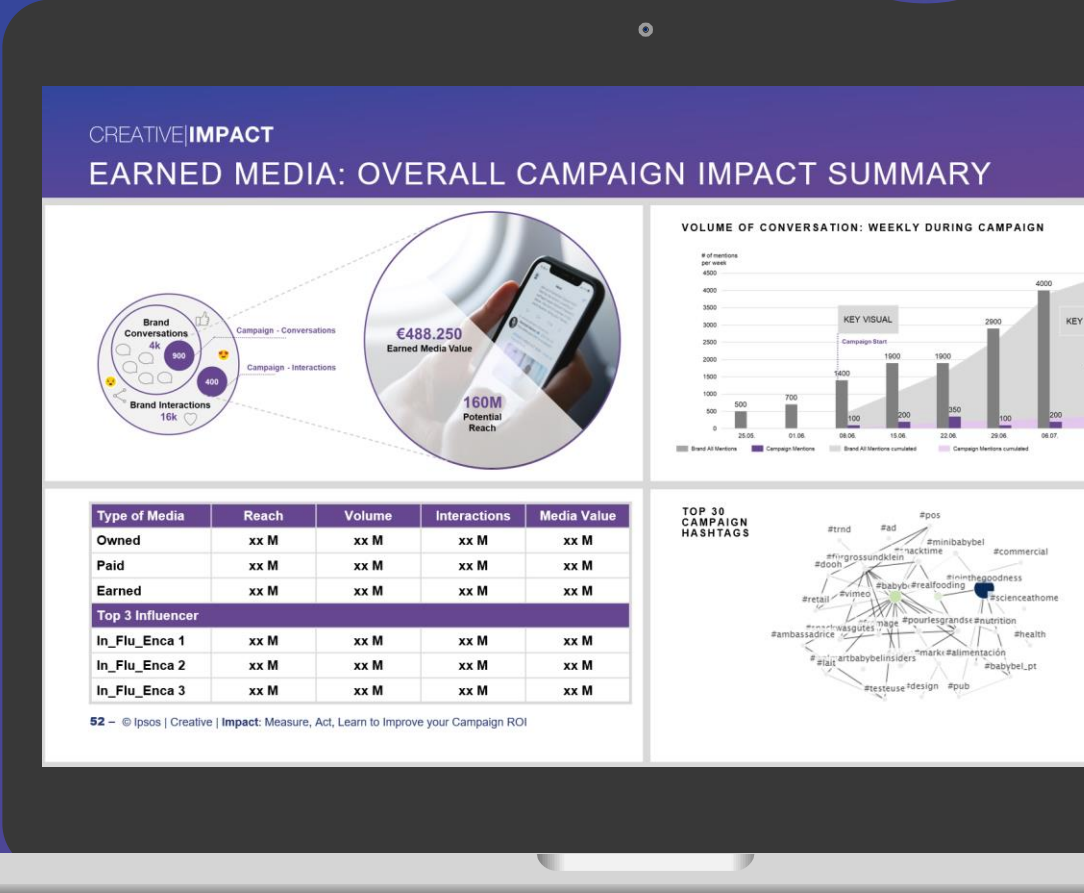 CREATIVE|IMPACT
EARNED MEDIA: OVERALL CAMPAIGN IMPACT SUMMARY
Brand
Conversations
4k
900
400
Brand Interactions
16k
Campaign - Conversations
Campaign - Interactions
€488.250
Earned Media Value
160M
Potential
Reach
VOLUME OF CONVERSATION: WEEKLY DURING CAMPAIGN
# of mentions
per week
4500
4000
3500
3000
2500
2000
1500
1000
500
0
KEY VISUAL
Campaign-Start
KEY
500
700
1400
100
1900
200
1900
350
2900
100
4000
200
25.05.
01.06.
08.06.
15.06.
22.06.
29.06.
06.07.
Brand All Mentions
Campaign Mentions
Brand All Mentions cumulated
Campaign Mentions cumulated
Type of Media Reach Volume Interactions Media Value
Owned xx M xx M xx M xx M
Paid xx M xx M xx M xx M
Earned xx M xx M xx M xx M
Top 3 Influencer
In_Flu_Enca 1 xx M xx M xx M xx M
In_Flu_Enca 2 xx M xx M xx M xx M
In_Flu_Enca 3 xx M xx M xx M xx M
52 – © Ipsos | Creative | Impact: Measure, Act, Learn to Improve your Campaign ROI
TOP 30
CAMPAIGN
HASHTAGS
#pos
#trnd
#ad
#minibabybel
#commercial
#dooh
#realfooding
#jointhegoodness
#retail
#vimeo
#scienceathome
#nutrition
#ambassadrice
#health
#alimentación
#lait
#babybel_pt
#testeuse
#design
#pub